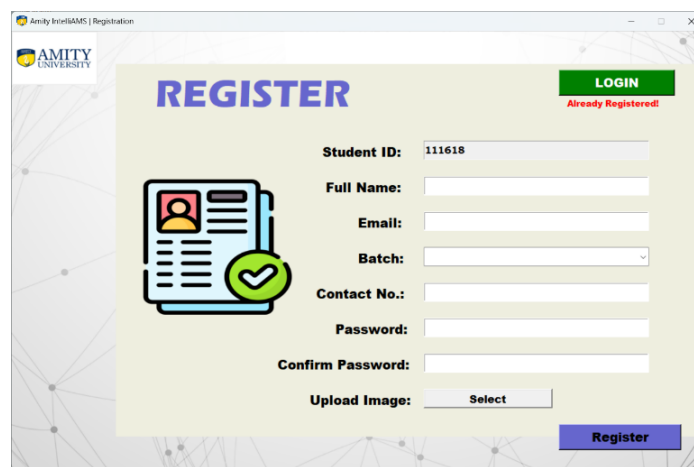 Amity IntelliAMS | Registration
AMITY
UNIVERSITY
REGISTER
LOGIN
Already Registered!
Student ID: 111618
Full Name:
Email:
Batch:
Contact No.:
Password:
Confirm Password:
Upload Image: Select
Register